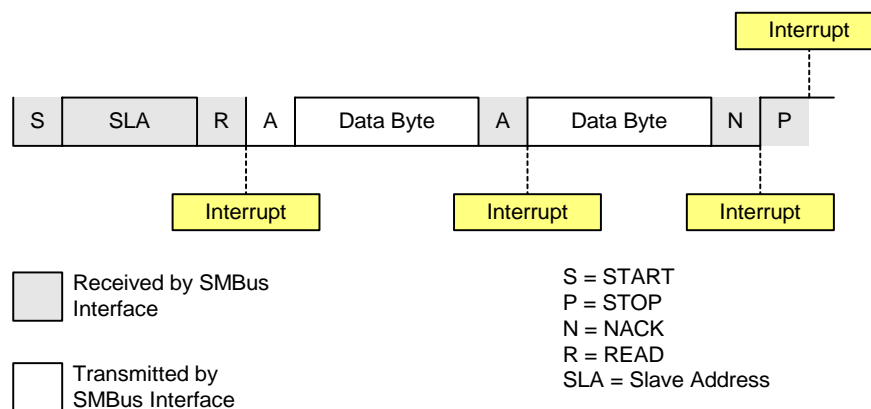 Interrupt
S SLA R A Data Byte A Data Byte N P
Interrupt Interrupt Interrupt
Received by SMBus
Interface
Transmitted by
SMBus Interface
S = START
P = STOP
N = NACK
R = READ
SLA = Slave Address